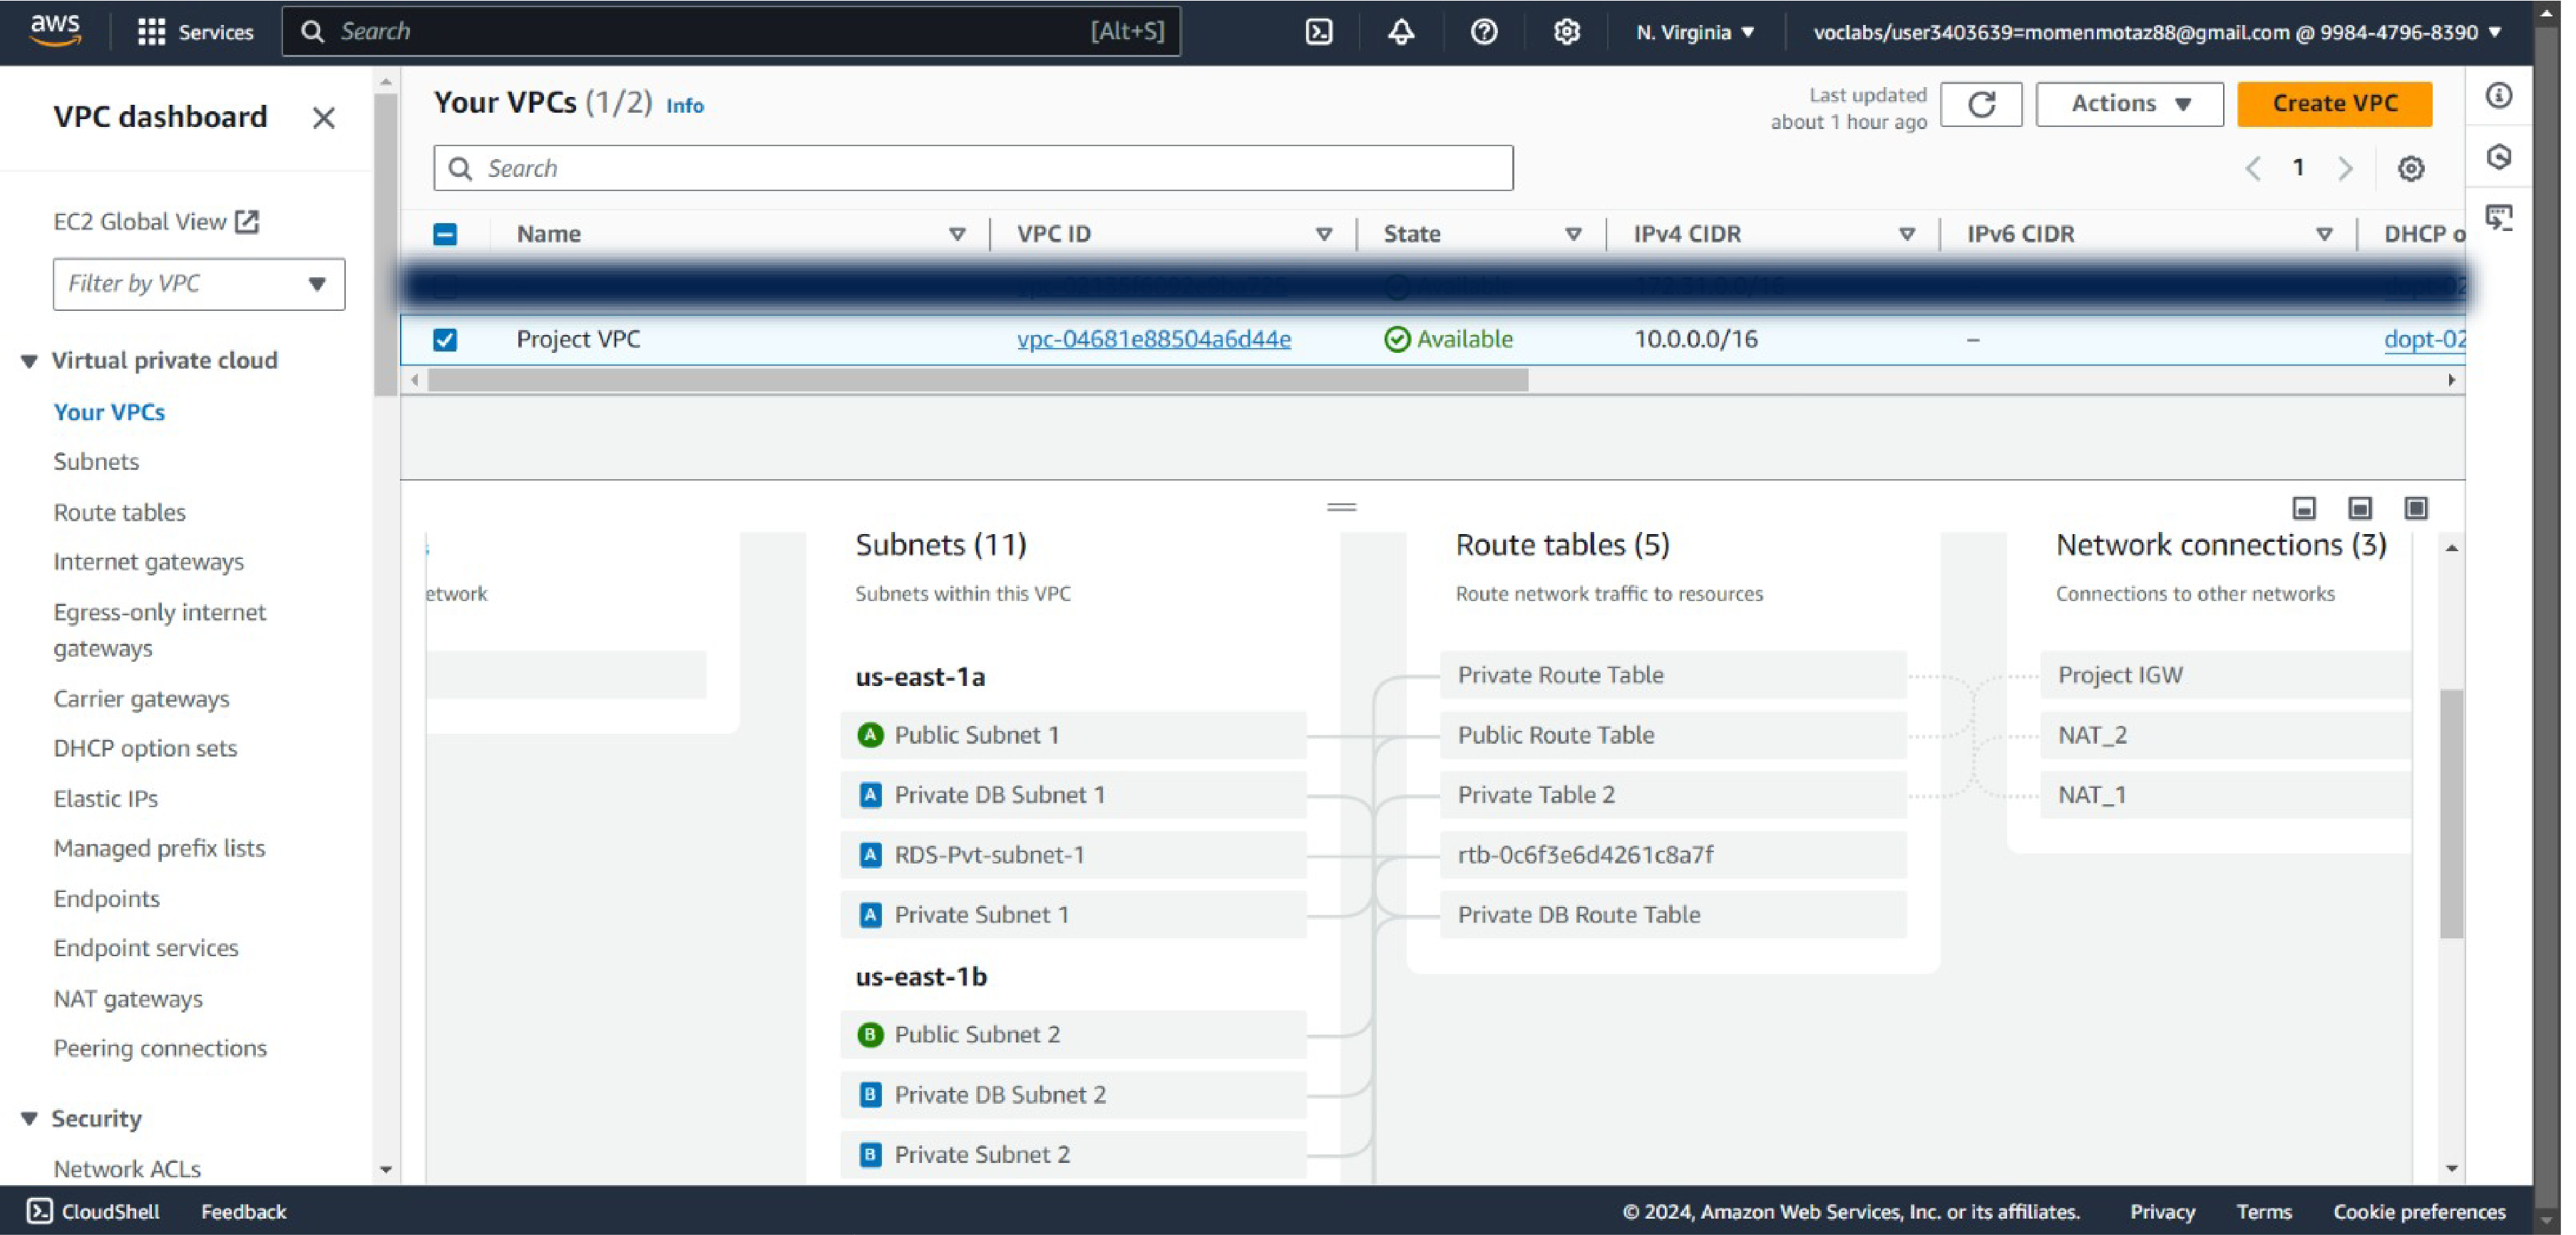 aws
Services
Search
[Alt+S]
N. Virginia
voclabs/user3403639=momenmotaz88@gmail.com @ 9984-4796-8390
VPC dashboard
EC2 Global View
Filter by VPC
Virtual private cloud
Your VPCs
Subnets
Route tables
Internet gateways
Egress-only internet
gateways
Carrier gateways
DHCP option sets
Elastic IPs
Managed prefix lists
Endpoints
Endpoint services
NAT gateways
Peering connections
Security
Network ACLs
Your VPCs (1/2) Info
Last updated
about 1 hour ago
Actions
Create VPC
Search
1
Name
VPC ID
State
IPv4 CIDR
IPv6 CIDR
DHCP o
Project VPC
vpc-04681e88504a6d44e
Available
10.0.0.0/16
–
dopt-02
etwork
Subnets (11)
Subnets within this VPC
us-east-1a
A Public Subnet 1
A Private DB Subnet 1
A RDS-Pvt-subnet-1
A Private Subnet 1
us-east-1b
B Public Subnet 2
B Private DB Subnet 2
B Private Subnet 2
Route tables (5)
Route network traffic to resources
Private Route Table
Public Route Table
Private Table 2
rtb-0c6f3e6d4261c8a7f
Private DB Route Table
Network connections (3)
Connections to other networks
Project IGW
NAT_2
NAT_1
CloudShell
Feedback
© 2024, Amazon Web Services, Inc. or its affiliates.
Privacy
Terms
Cookie preferences